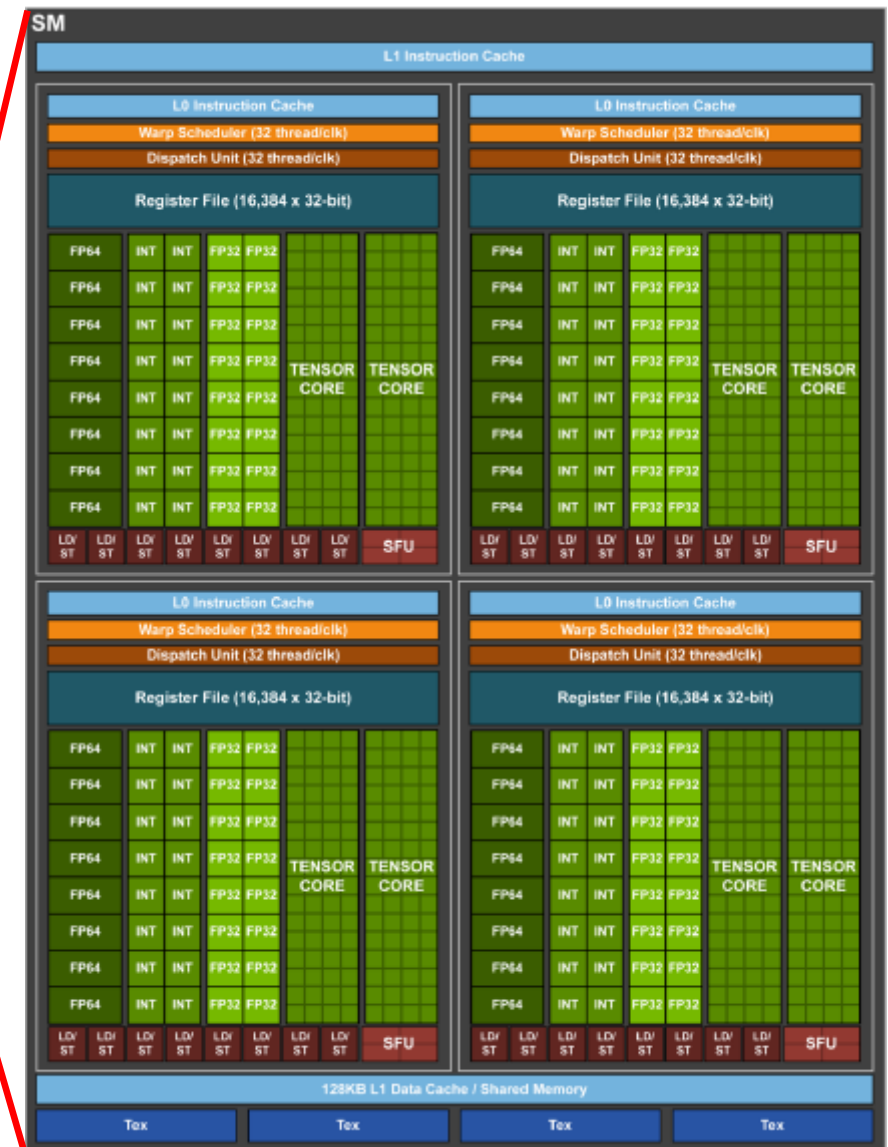 SM
L1 Instruction Cache
L0 Instruction Cache
Warp Scheduler (32 thread/clk)
Dispatch Unit (32 thread/clk)
Register File (16,384 x 32-bit)
FP64 INT INT FP32 FP32
FP64 INT INT FP32 FP32
FP64 INT INT FP32 FP32
FP64 INT INT FP32 FP32 TENSOR CORE TENSOR CORE
FP64 INT INT FP32 FP32
FP64 INT INT FP32 FP32
FP64 INT INT FP32 FP32
FP64 INT INT FP32 FP32
LD/ST LD/ST LD/ST LD/ST LD/ST LD/ST LD/ST LD/ST SFU
L0 Instruction Cache
Warp Scheduler (32 thread/clk)
Dispatch Unit (32 thread/clk)
Register File (16,384 x 32-bit)
FP64 INT INT FP32 FP32
FP64 INT INT FP32 FP32
FP64 INT INT FP32 FP32
FP64 INT INT FP32 FP32 TENSOR CORE TENSOR CORE
FP64 INT INT FP32 FP32
FP64 INT INT FP32 FP32
FP64 INT INT FP32 FP32
FP64 INT INT FP32 FP32
LD/ST LD/ST LD/ST LD/ST LD/ST LD/ST LD/ST LD/ST SFU
L0 Instruction Cache
Warp Scheduler (32 thread/clk)
Dispatch Unit (32 thread/clk)
Register File (16,384 x 32-bit)
FP64 INT INT FP32 FP32
FP64 INT INT FP32 FP32
FP64 INT INT FP32 FP32
FP64 INT INT FP32 FP32 TENSOR CORE TENSOR CORE
FP64 INT INT FP32 FP32
FP64 INT INT FP32 FP32
FP64 INT INT FP32 FP32
FP64 INT INT FP32 FP32
LD/ST LD/ST LD/ST LD/ST LD/ST LD/ST LD/ST LD/ST SFU
L0 Instruction Cache
Warp Scheduler (32 thread/clk)
Dispatch Unit (32 thread/clk)
Register File (16,384 x 32-bit)
FP64 INT INT FP32 FP32
FP64 INT INT FP32 FP32
FP64 INT INT FP32 FP32
FP64 INT INT FP32 FP32 TENSOR CORE TENSOR CORE
FP64 INT INT FP32 FP32
FP64 INT INT FP32 FP32
FP64 INT INT FP32 FP32
FP64 INT INT FP32 FP32
LD/ST LD/ST LD/ST LD/ST LD/ST LD/ST LD/ST LD/ST SFU
128KB L1 Data Cache / Shared Memory
Tex Tex Tex Tex